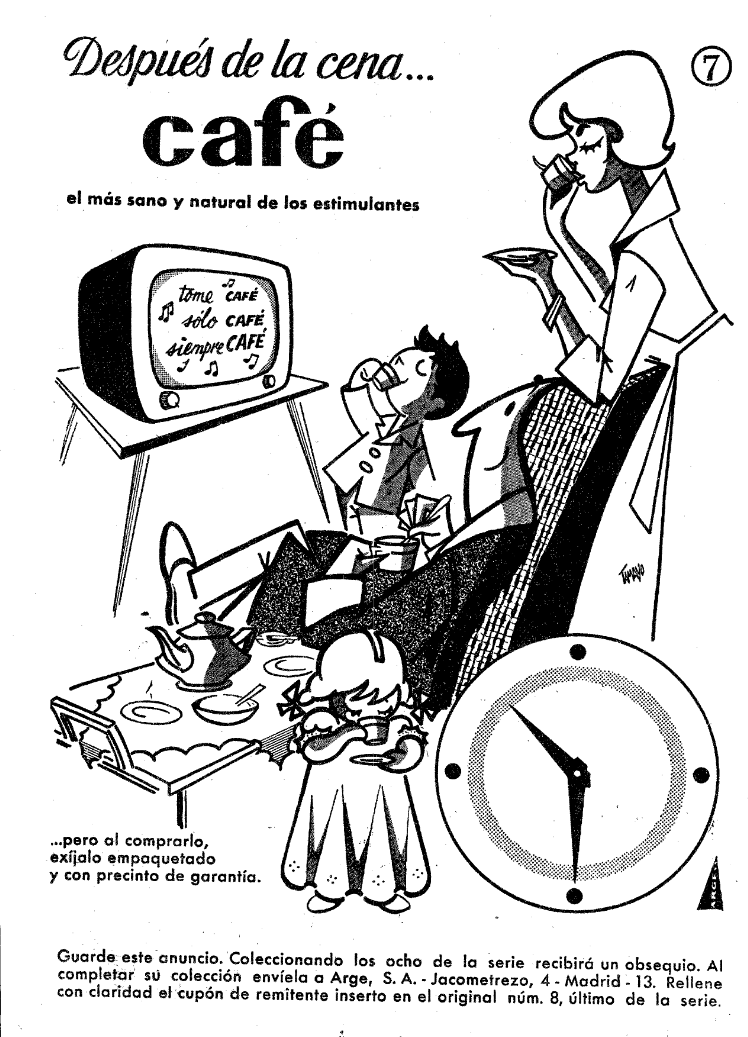 Después de la cena...
7
café
el más sano y natural de los estimulantes
tome CAFÉ
sólo CAFÉ
siempre CAFÉ
TAMAYO
...pero al comprarlo,
exíjalo empaquetado
y con precinto de garantía.
Guarde este anuncio. Coleccionando los ocho de la serie recibirá un obsequio. Al
completar su colección envíela a Arge, S. A. - Jacometrezo, 4 - Madrid - 13. Rellene
con claridad el cupón de remitente inserto en el original núm. 8, último de la serie.